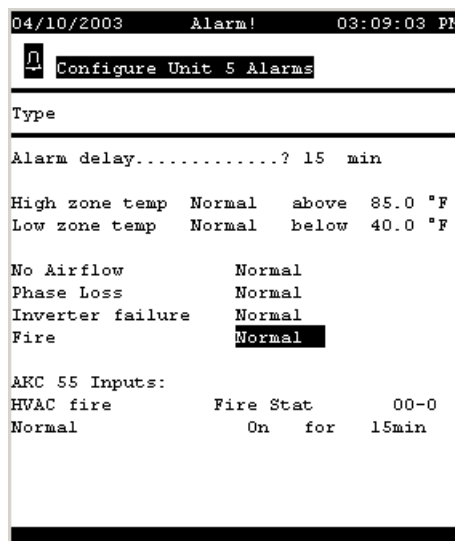 04/10/2003 Alarm! 03:09:03 PM
Configure Unit 5 Alarms
Type
Alarm delay.............? 15 min
High zone temp Normal above 85.0 °F
Low zone temp Normal below 40.0 °F
No Airflow Normal
Phase Loss Normal
Inverter failure Normal
Fire Normal
AKC 55 Inputs:
HVAC fire Fire Stat 00-0
Normal On for 15min